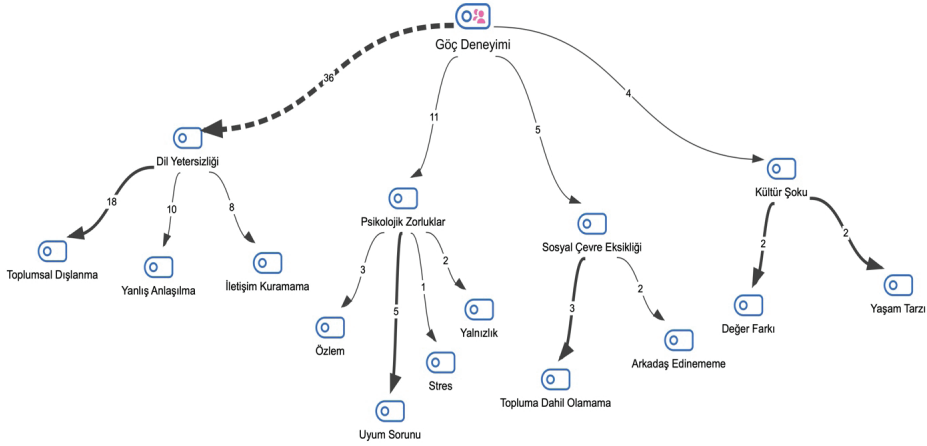 Göç Deneyimi
36
11
5
4
Dil Yetersizliği
Psikolojik Zorluklar
Sosyal Çevre Eksikliği
Kültür Şoku
18
10
8
Toplumsal Dışlanma
Yanlış Anlaşılma
İletişim Kuramama
3
5
1
2
Özlem
Uyum Sorunu
Stres
Yalnızlık
3
2
Topluma Dahil Olamama
Arkadaş Edinememe
2
2
Değer Farkı
Yaşam Tarzı